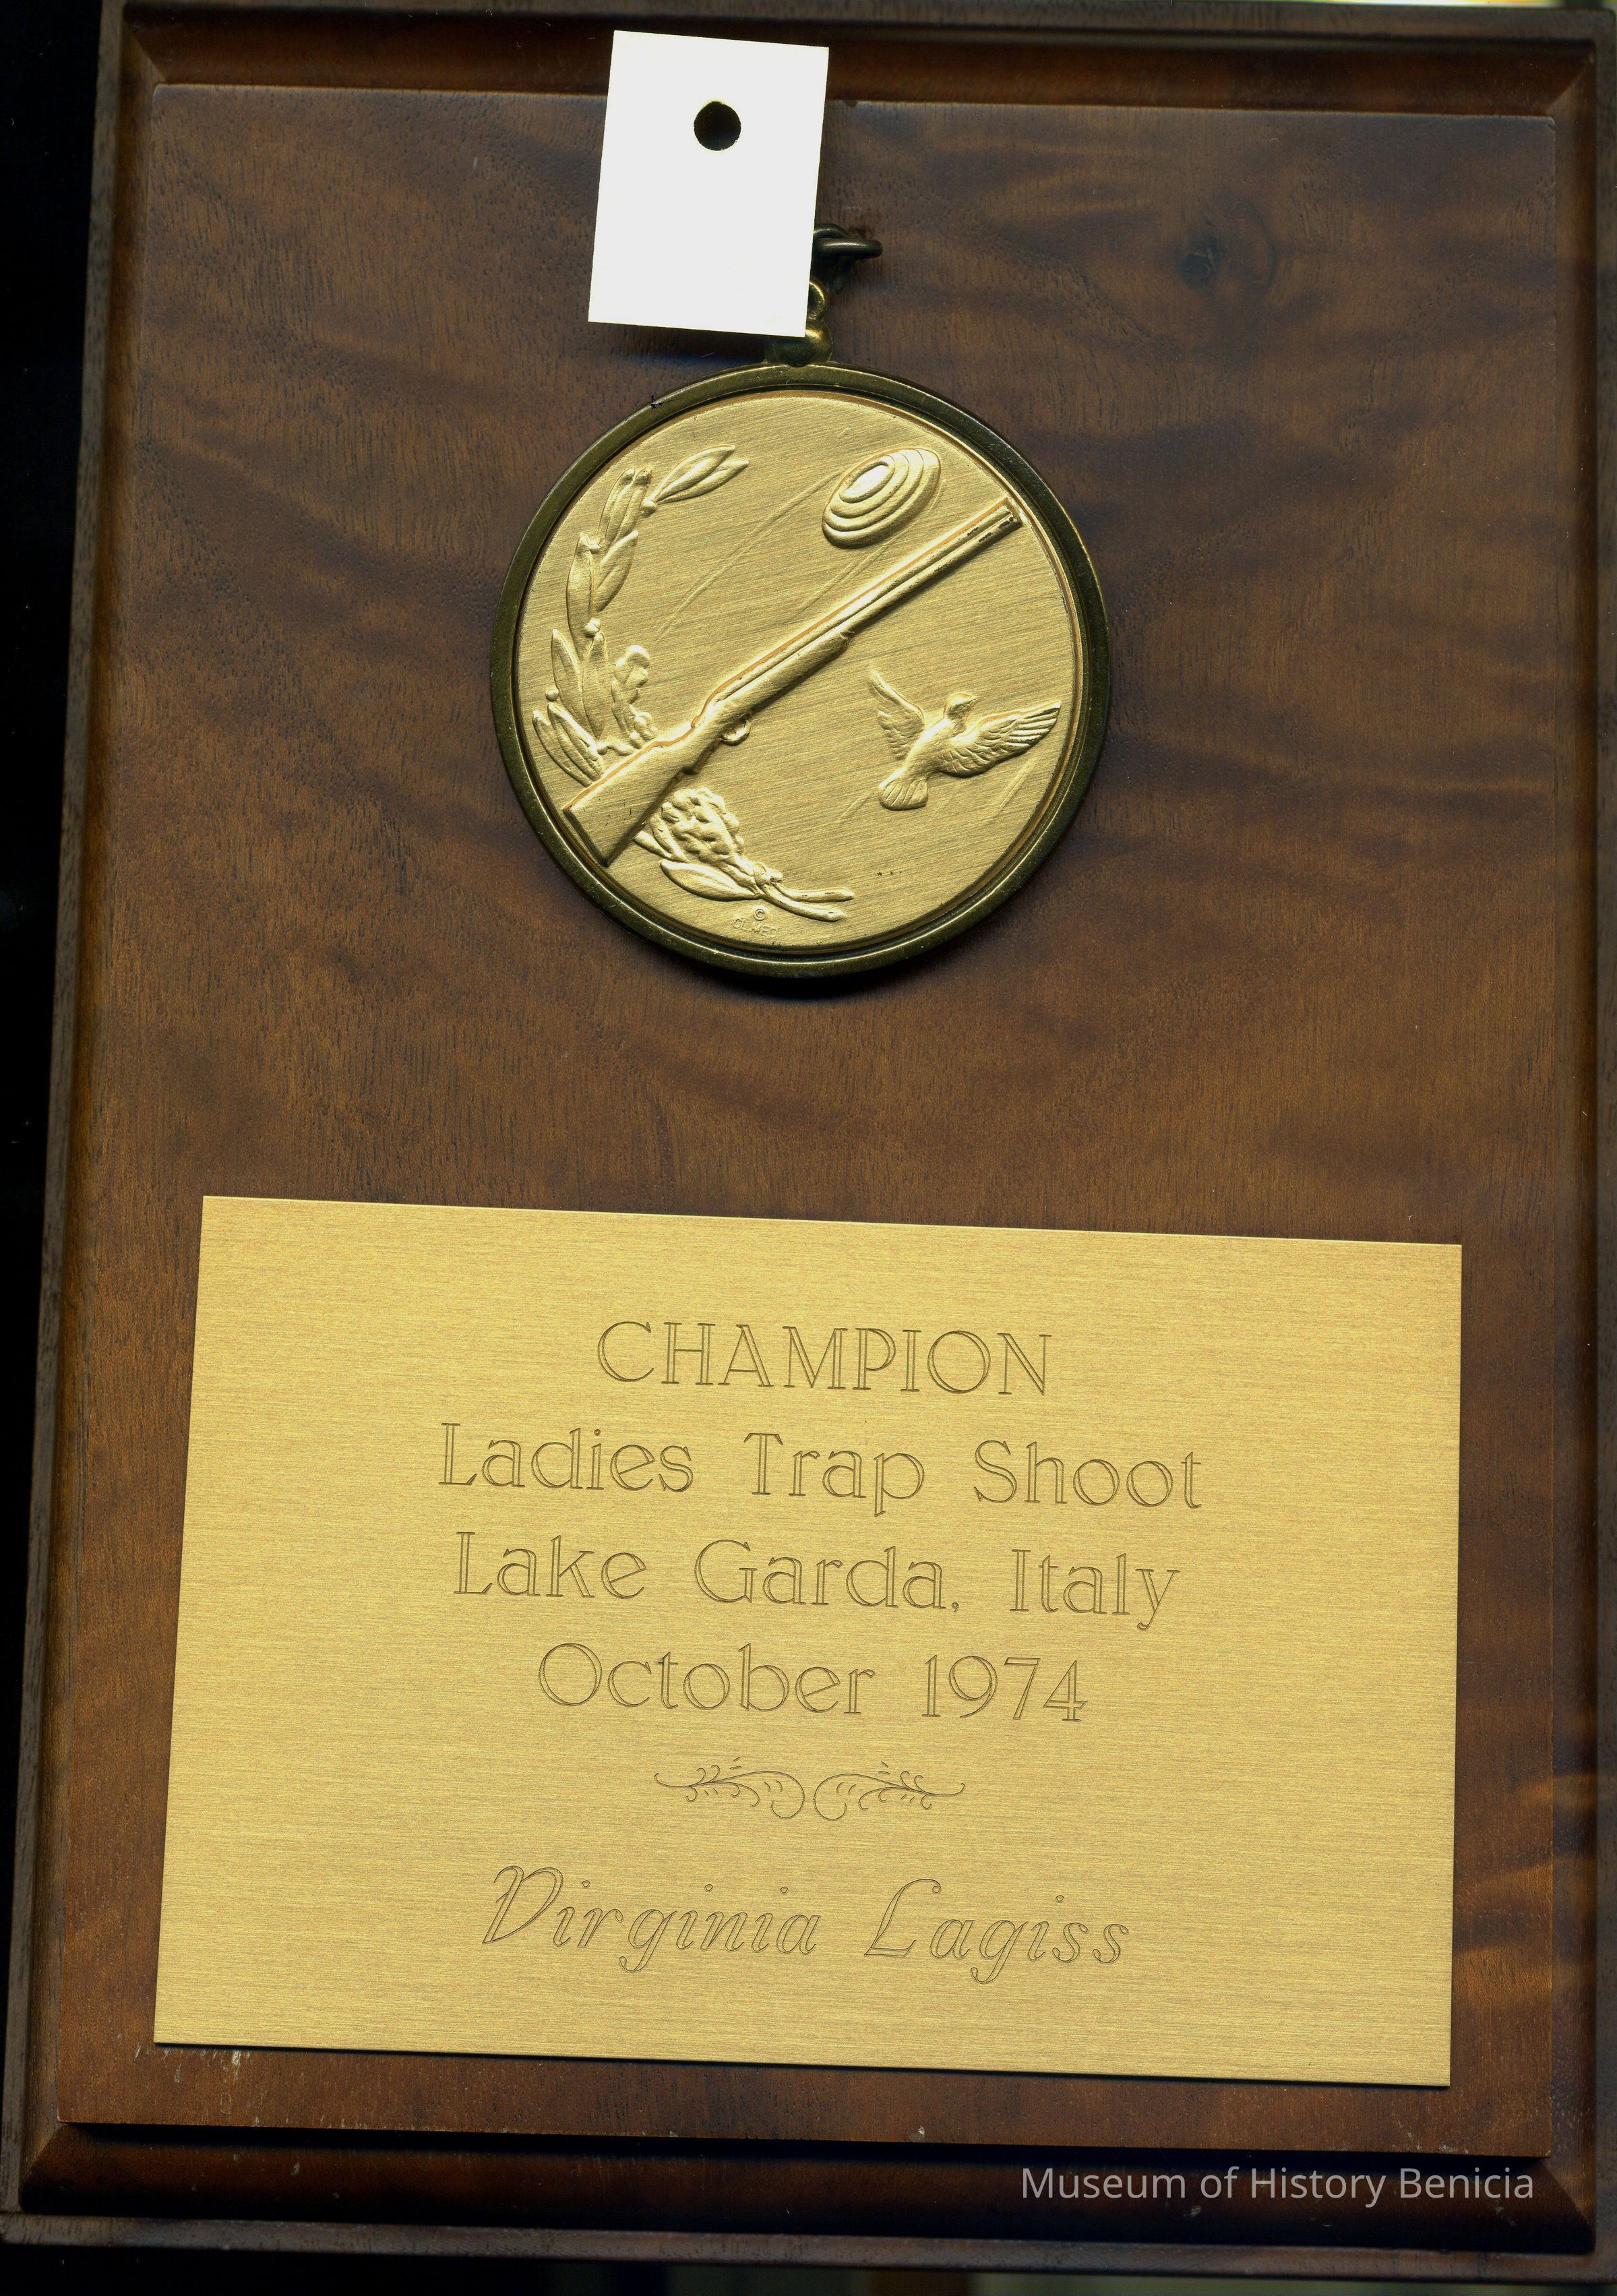 ©
CHAMPION
Ladies Trap Shoot
Lake Garda, Italy
October 1974
Virginia Lagiss
Museum of History Benicia